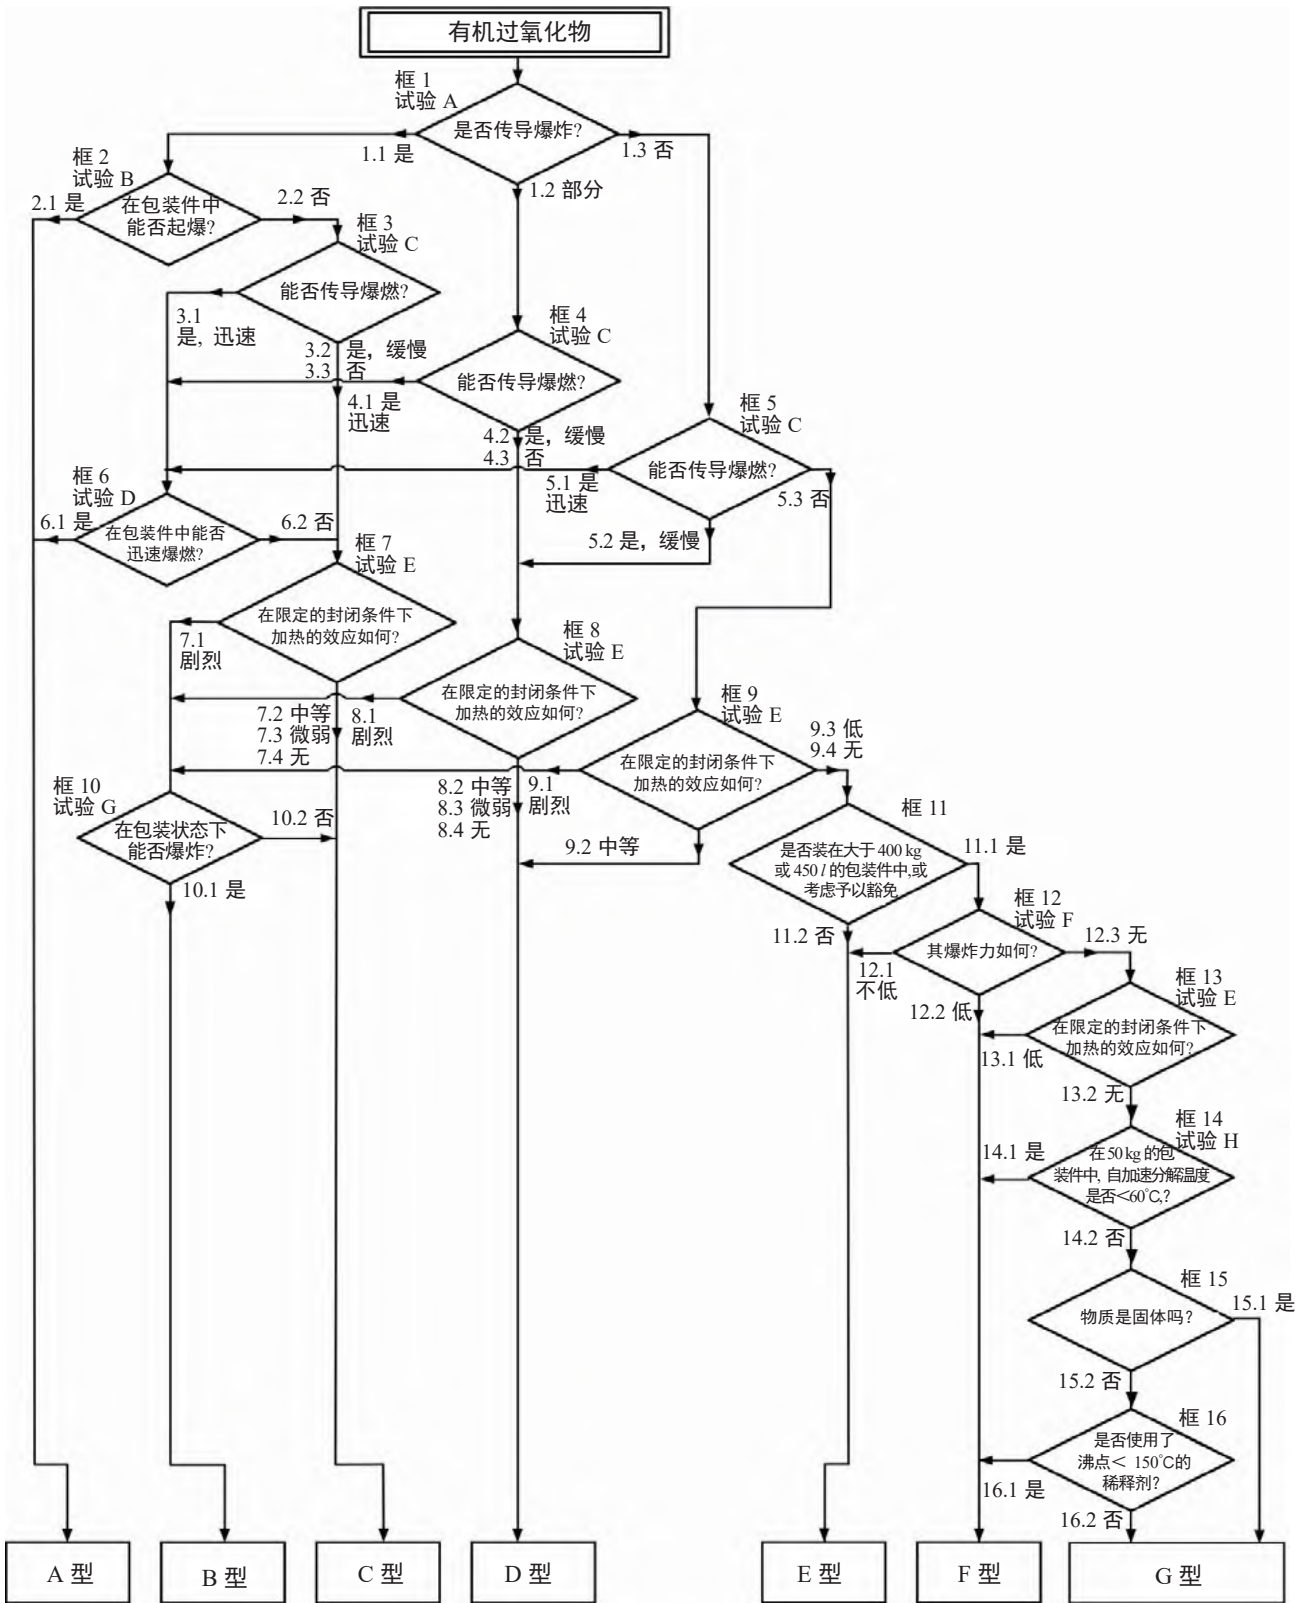 有机过氧化物
框 1
试验 A
是否传导爆炸?
1.1 是
1.3 否
1.2 部分
框 2
试验 B
2.1 是
在包装件中
能否起爆?
2.2 否
框 3
试验 C
能否传导爆燃?
3.1
是, 迅速
3.2 是，缓慢
3.3 否
框 4
试验 C
能否传导爆燃?
4.1 是
迅速
4.2 是，缓慢
4.3 否
框 5
试验 C
能否传导爆燃?
5.1 是
迅速
5.3 否
5.2 是，缓慢
框 6
试验 D
6.1 是
在包装件中能否
迅速爆燃?
6.2 否
框 7
试验 E
在限定的封闭条件下
加热的效应如何?
7.1
剧烈
7.2 中等
7.3 微弱
7.4 无
框 8
试验 E
在限定的封闭条件下
加热的效应如何?
8.1
剧烈
8.2 中等
8.3 微弱
8.4 无
框 9
试验 E
在限定的封闭条件下
加热的效应如何?
9.3 低
9.4 无
9.1
剧烈
9.2 中等
框 10
试验 G
在包装状态下
能否爆炸?
10.2 否
10.1 是
框 11
是否装在大于 400 kg
或 450 l 的包装件中,或
考虑予以豁免
11.1 是
11.2 否
框 12
试验 F
其爆炸力如何?
12.3 无
12.1
不低
12.2 低
框 13
试验 E
在限定的封闭条件下
加热的效应如何?
13.1 低
13.2 无
框 14
试验 H
14.1 是
在 50 kg 的包
装件中, 自加速分解温度
是否＜60℃,?
14.2 否
框 15
物质是固体吗?
15.1 是
15.2 否
框 16
是否使用了
沸点＜ 150℃的
稀释剂?
16.1 是
16.2 否
A 型
B 型
C 型
D 型
E 型
F 型
G 型